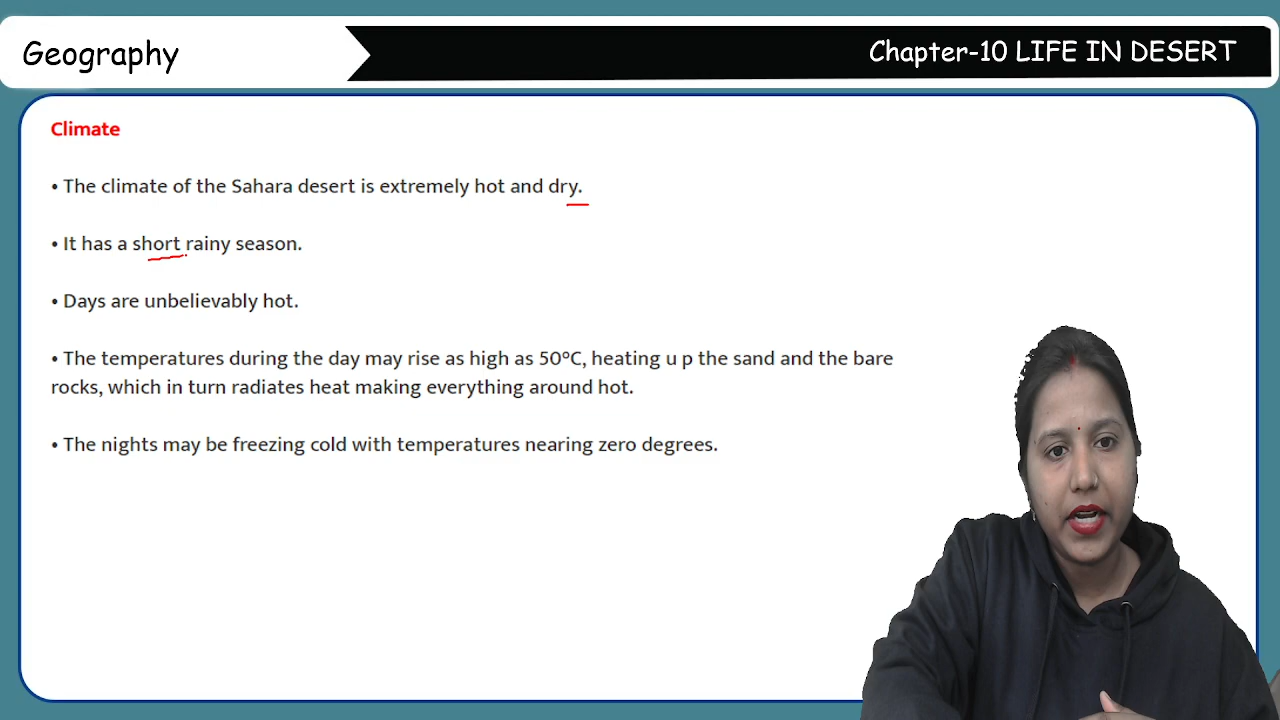 Geography
Chapter-10 LIFE IN DESERT
Climate
• The climate of the Sahara desert is extremely hot and dry.
• It has a short rainy season.
• Days are unbelievably hot.
• The temperatures during the day may rise as high as 50°C, heating u p the sand and the bare
rocks, which in turn radiates heat making everything around hot.
• The nights may be freezing cold with temperatures nearing zero degrees.